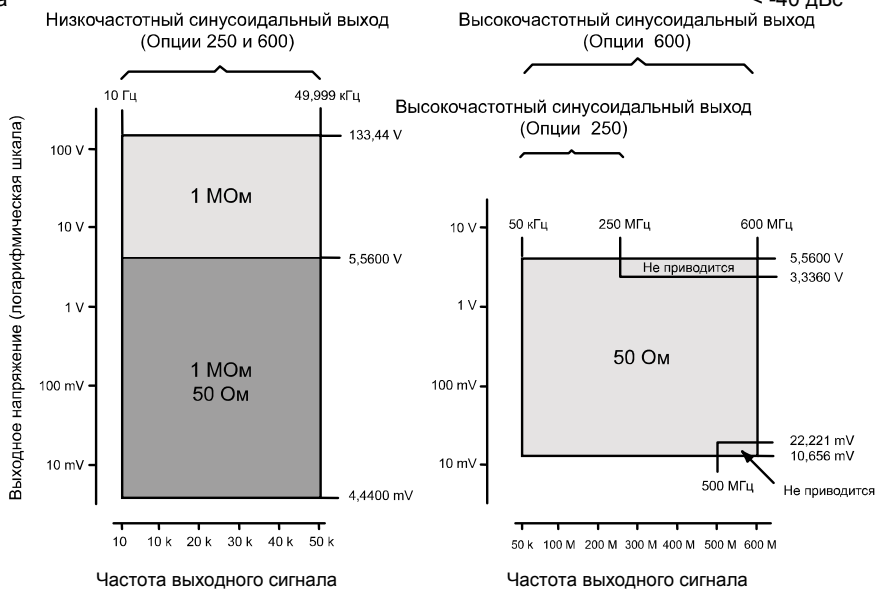 а
< -40 дБс
Низкочастотный синусоидальный выход
(Опции 250 и 600)
10 Гц
49,999 кГц
Выходное напряжение (логарифмическая шкала)
100 V
10 V
1 V
100 mV
10 mV
133,44 V
5,5600 V
4,4400 mV
1 МОм
1 МОм
50 Ом
10
10 k
20 k
30 k
40 k
50 k
Частота выходного сигнала
Высокочастотный синусоидальный выход
(Опции 600)
Высокочастотный синусоидальный выход
(Опции 250)
50 кГц
250 МГц
600 МГц
10 V
1 V
100 mV
10 mV
5,5600 V
3,3360 V
Не приводится
50 Ом
22,221 mV
10,656 mV
500 МГц
Не приводится
50 k
100 M
200 M
300 M
400 M
500 M
600 M
Частота выходного сигнала